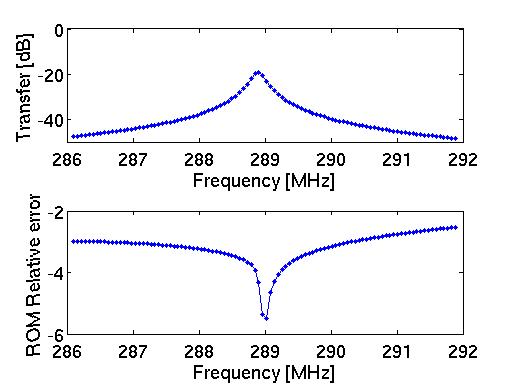 0
-20
-40
Transfer [dB]
286 287 288 289 290 291 292
Frequency [MHz]
-2
-4
-6
ROM Relative error
286 287 288 289 290 291 292
Frequency [MHz]